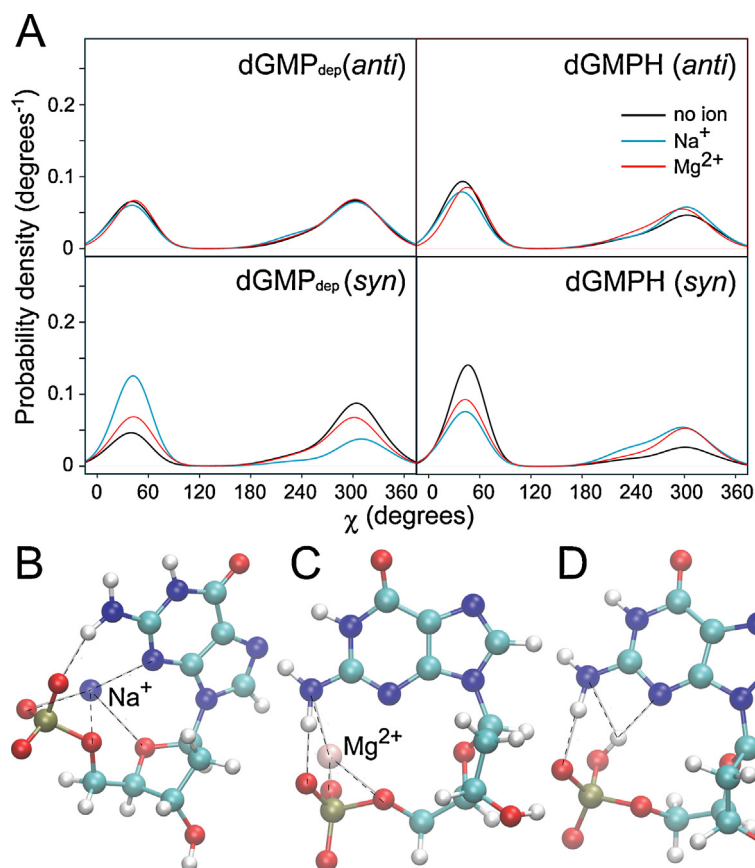 A
dGMPdep(anti)
dGMPH (anti)
no ion
Na+
Mg2+
0.2
0.1
0
dGMPdep (syn)
dGMPH (syn)
0.2
0.1
0
Probability density (degrees-1)
0 60 120 180 240 300 360
0 60 120 180 240 300 360
χ (degrees)
B
C
D
Na+
Mg2+